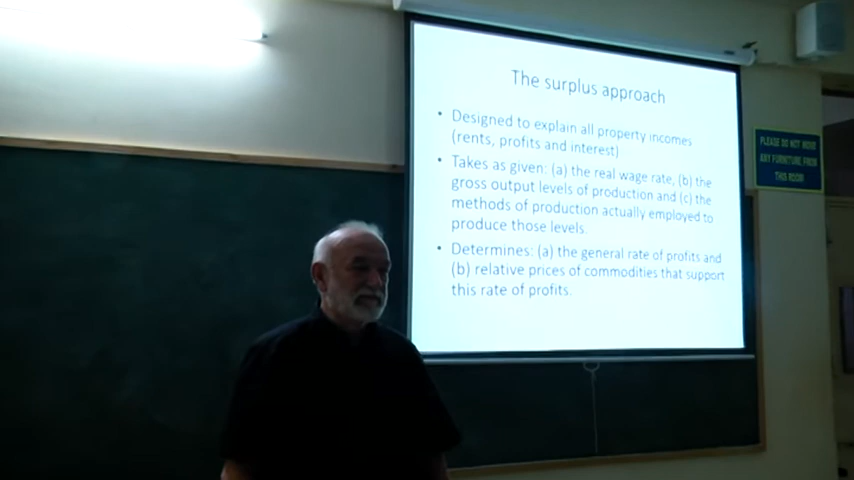 The surplus approach
• Designed to explain all property incomes
(rents, profits and interest)
• Takes as given: (a) the real wage rate, (b) the
gross output levels of production and (c) the
methods of production actually employed to
produce those levels.
• Determines: (a) the general rate of profits and
(b) relative prices of commodities that support
this rate of profits.
PLEASE DO NOT MOVE
ANY FURNITURE FROM
THIS ROOM